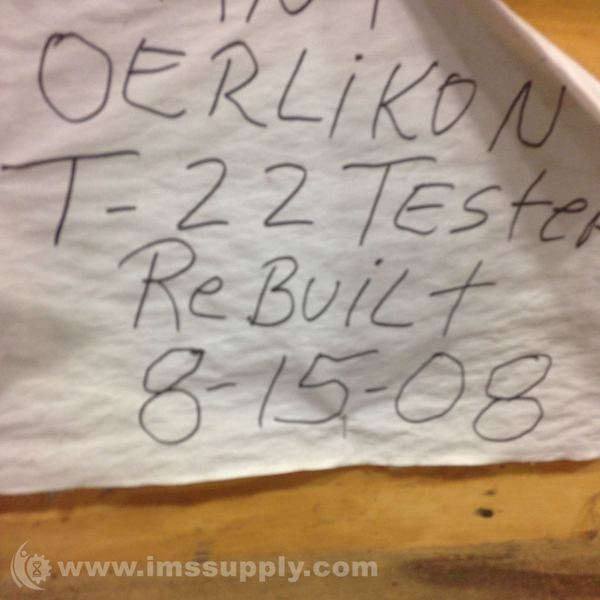 OERLiKON
T-22 Tester
ReBuiLt
8-15-08
www.imssupply.com